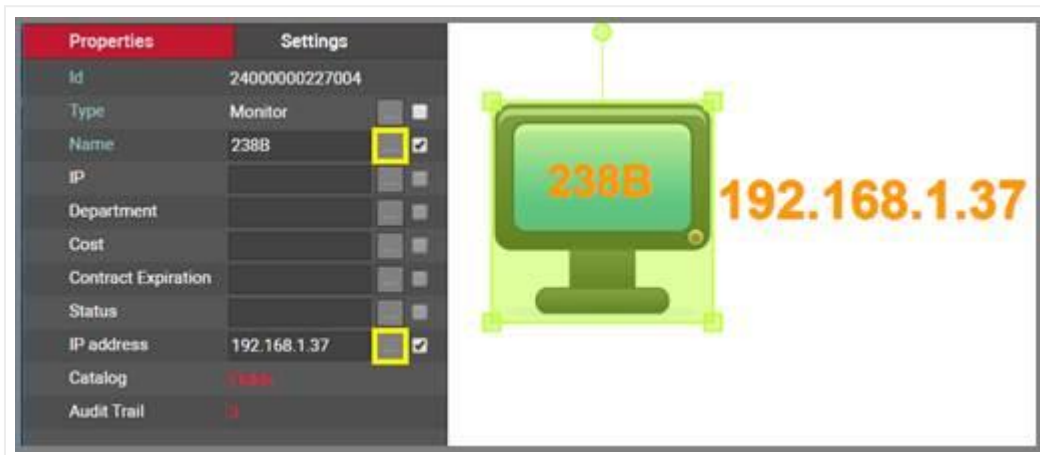 Properties Settings
Id 24000000227004
Type Monitor ...
Name 238B ...
IP ...
Department ...
Cost ...
Contract Expiration ...
Status ...
IP address 192.168.1.37 ...
Catalog
Audit Trail
238B
192.168.1.37